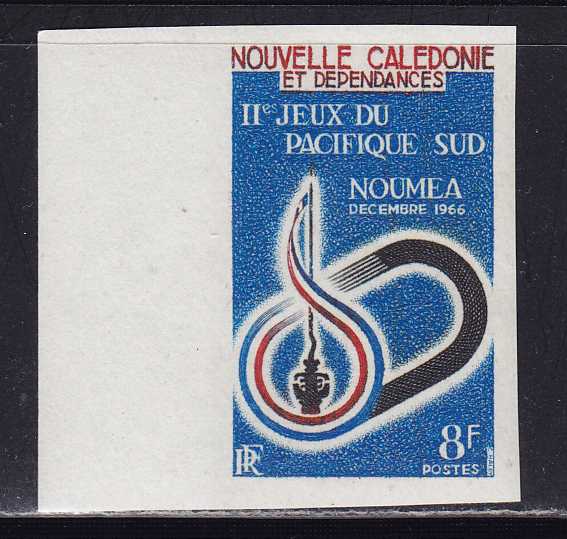 NOUVELLE CALEDONIE
ET DEPENDANCES
IIes JEUX DU
PACIFIQUE SUD
NOUMEA
DECEMBRE 1966
RF
8F
POSTES